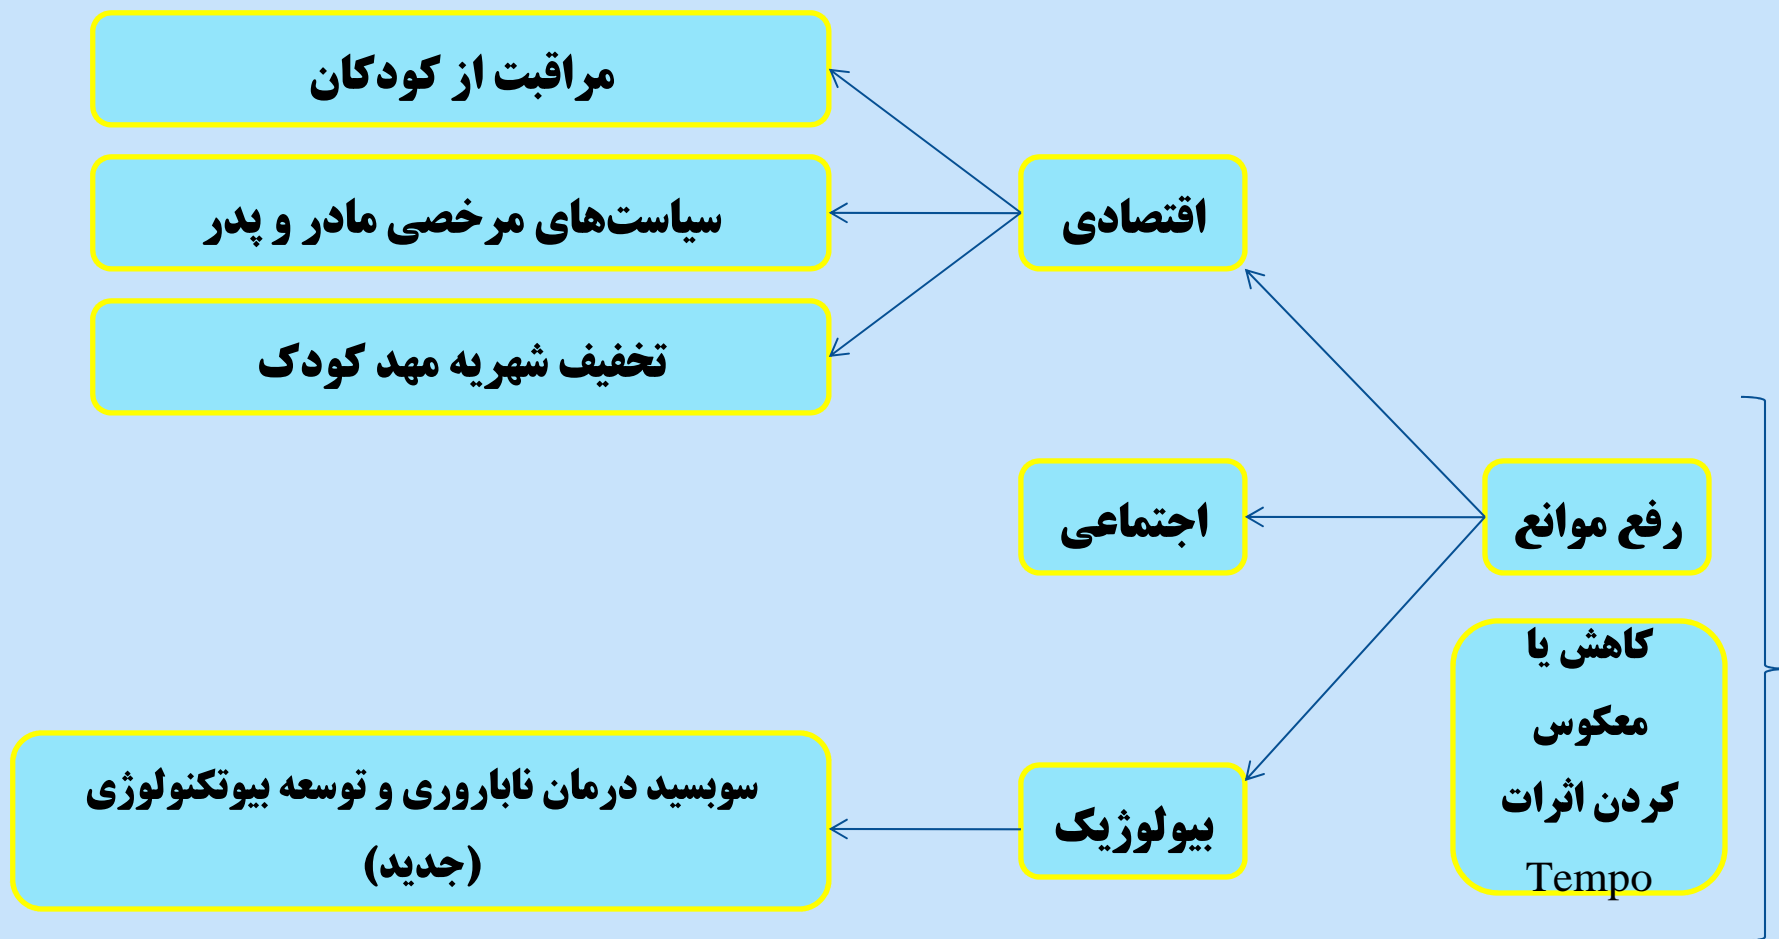 مراقبت از کودکان
سیاست‌های مرخصی مادر و پدر
اقتصادی
تخفیف شهریه مهد کودک
رفع موانع
اجتماعی
کاهش یا
معکوس
کردن اثرات
Tempo
بیولوژیک
سوبسید درمان ناباروری و توسعه بیوتکنولوژی
(جدید)